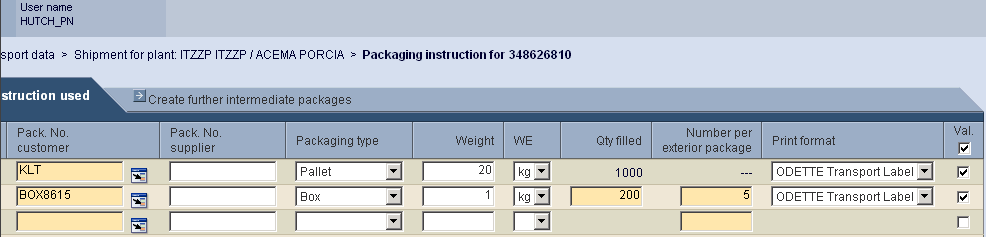 User name
HUTCH_PN
sport data > Shipment for plant: ITZZP ITZZP / ACEMA PORCIA > Packaging instruction for 348626810
struction used Create further intermediate packages
Pack. No. customer Pack. No. supplier Packaging type Weight WE Qty filled Number per exterior package Print format Val.
KLT Pallet 20 kg 1000 --- ODETTE Transport Label
BOX8615 Box 1 kg 200 5 ODETTE Transport Label